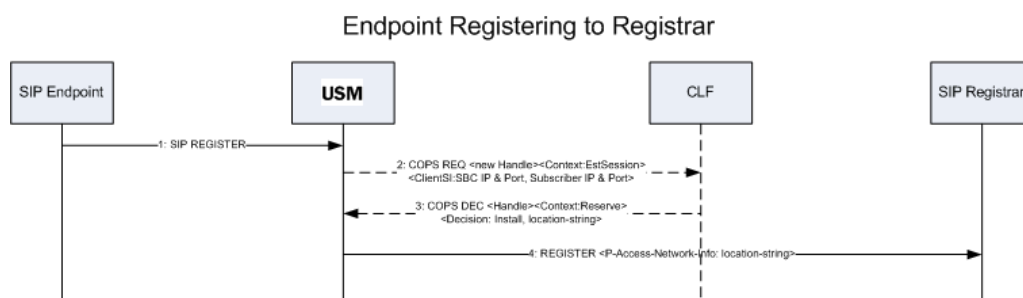 Endpoint Registering to Registrar
SIP Endpoint
USM
CLF
SIP Registrar
1: SIP REGISTER
2: COPS REQ <new Handle><Context:EstSession>
<ClientSI:SBC IP & Port, Subscriber IP & Port>
3: COPS DEC <Handle><Context:Reserve>
<Decision: Install, location-string>
4: REGISTER <P-Access-Network-Info: location-string>